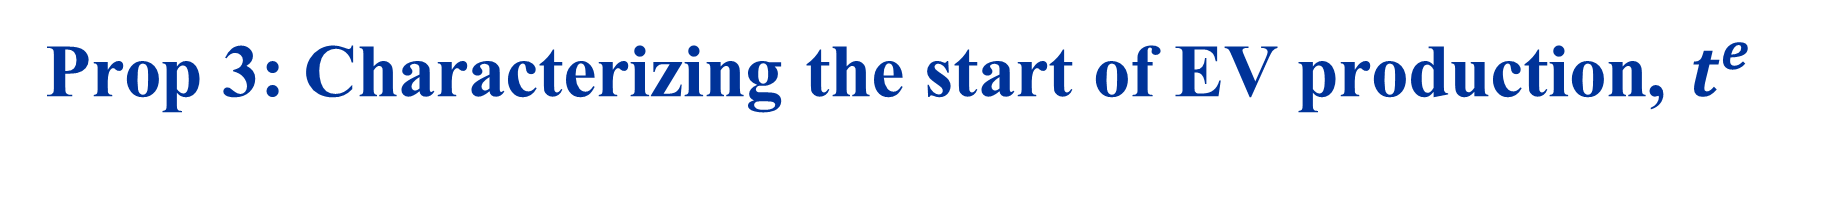 Prop 3: Characterizing the start of EV production, tᵉ